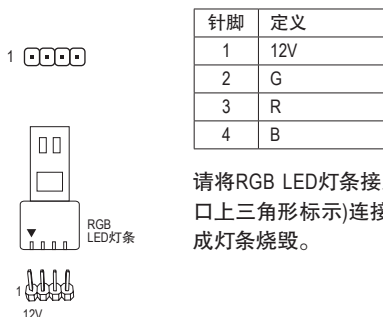 1
针脚 定义
1 12V
2 G
3 R
4 B
RGB
LED灯条
1
12V
请将RGB LED灯条接
口上三角形标示)连接
成灯条烧毁。